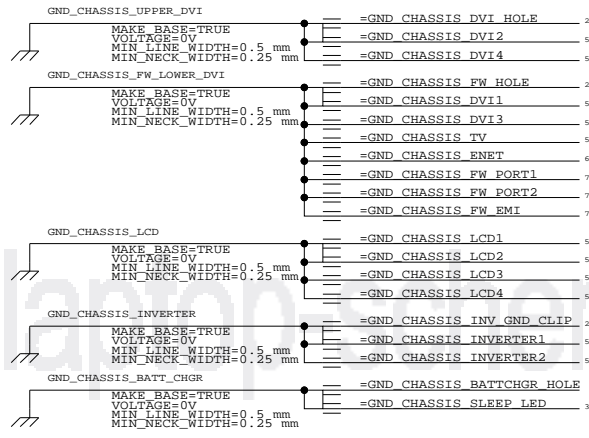 GND_CHASSIS_UPPER_DVI
MAKE_BASE=TRUE
VOLTAGE=0V
MIN_LINE_WIDTH=0.5 mm
MIN_NECK_WIDTH=0.25 mm
=GND_CHASSIS_DVI_HOLE 2
=GND_CHASSIS_DVI2 5
=GND_CHASSIS_DVI4 5
GND_CHASSIS_FW_LOWER_DVI
MAKE_BASE=TRUE
VOLTAGE=0V
MIN_LINE_WIDTH=0.5 mm
MIN_NECK_WIDTH=0.25 mm
=GND_CHASSIS_FW_HOLE 2
=GND_CHASSIS_DVI1 5
=GND_CHASSIS_DVI3 5
=GND_CHASSIS_TV 5
=GND_CHASSIS_ENET 6
=GND_CHASSIS_FW_PORT1 7
=GND_CHASSIS_FW_PORT2 7
=GND_CHASSIS_FW_EMI 7
GND_CHASSIS_LCD
MAKE_BASE=TRUE
VOLTAGE=0V
MIN_LINE_WIDTH=0.5 mm
MIN_NECK_WIDTH=0.25 mm
=GND_CHASSIS_LCD1 5
=GND_CHASSIS_LCD2 5
=GND_CHASSIS_LCD3 5
=GND_CHASSIS_LCD4 5
laptop-schem
GND_CHASSIS_INVERTER
MAKE_BASE=TRUE
VOLTAGE=0V
MIN_LINE_WIDTH=0.5 mm
MIN_NECK_WIDTH=0.25 mm
=GND_CHASSIS_INV_GND_CLIP 2
=GND_CHASSIS_INVERTER1 5
=GND_CHASSIS_INVERTER2 5
GND_CHASSIS_BATT_CHGR
MAKE_BASE=TRUE
VOLTAGE=0V
MIN_LINE_WIDTH=0.5 mm
MIN_NECK_WIDTH=0.25 mm
=GND_CHASSIS_BATTCHGR_HOLE
=GND_CHASSIS_SLEEP_LED 3